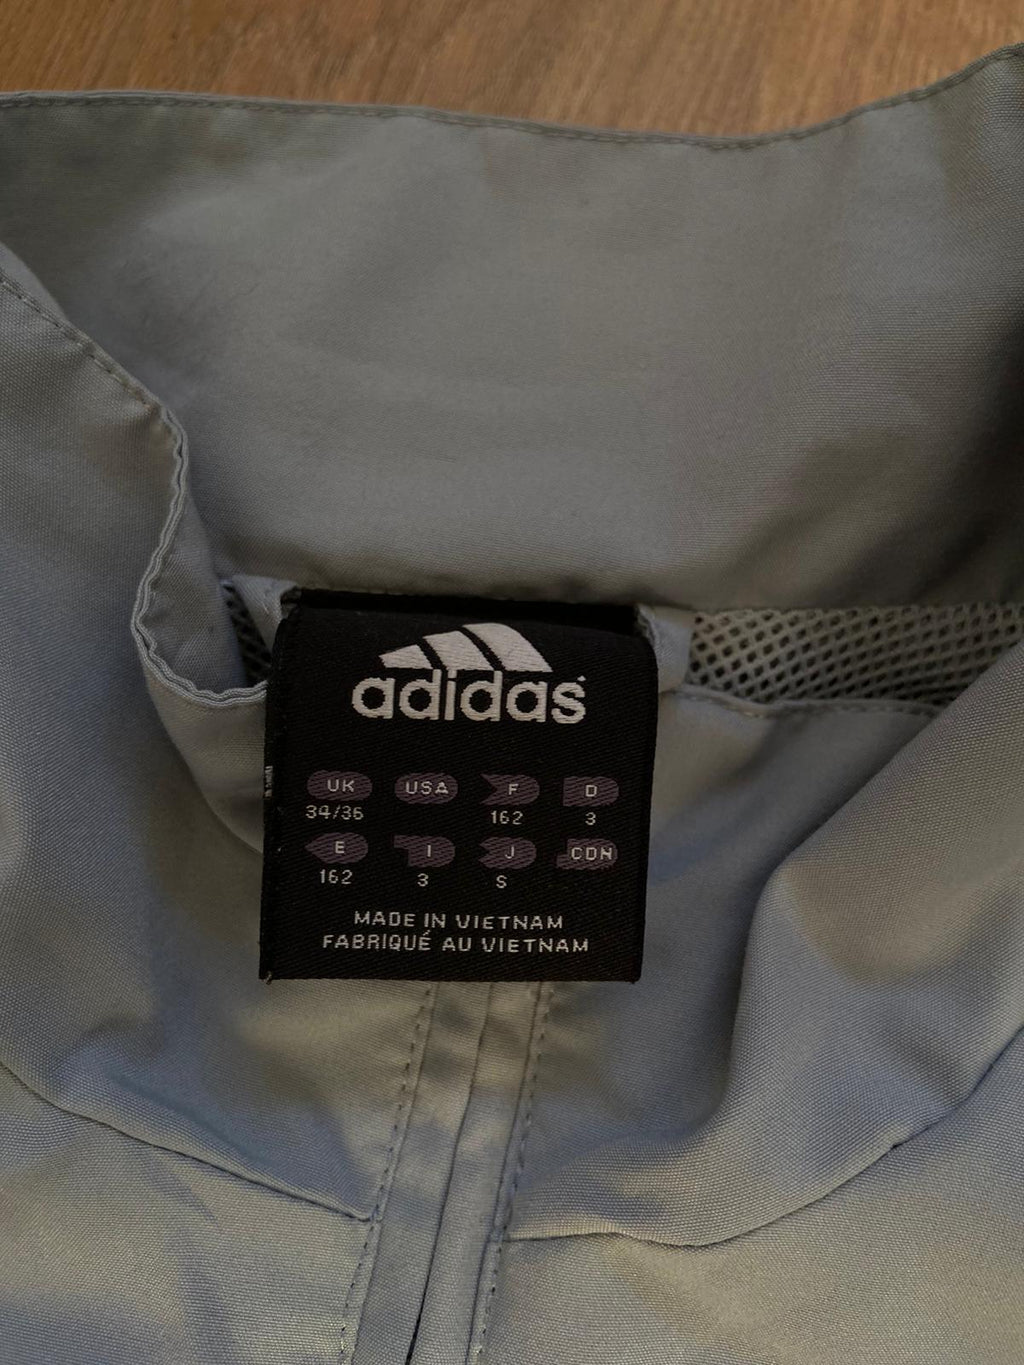 adidas
UK USA F D
34/36 162 3
E I J CDN
162 3 S
MADE IN VIETNAM
FABRIQUÉ AU VIETNAM